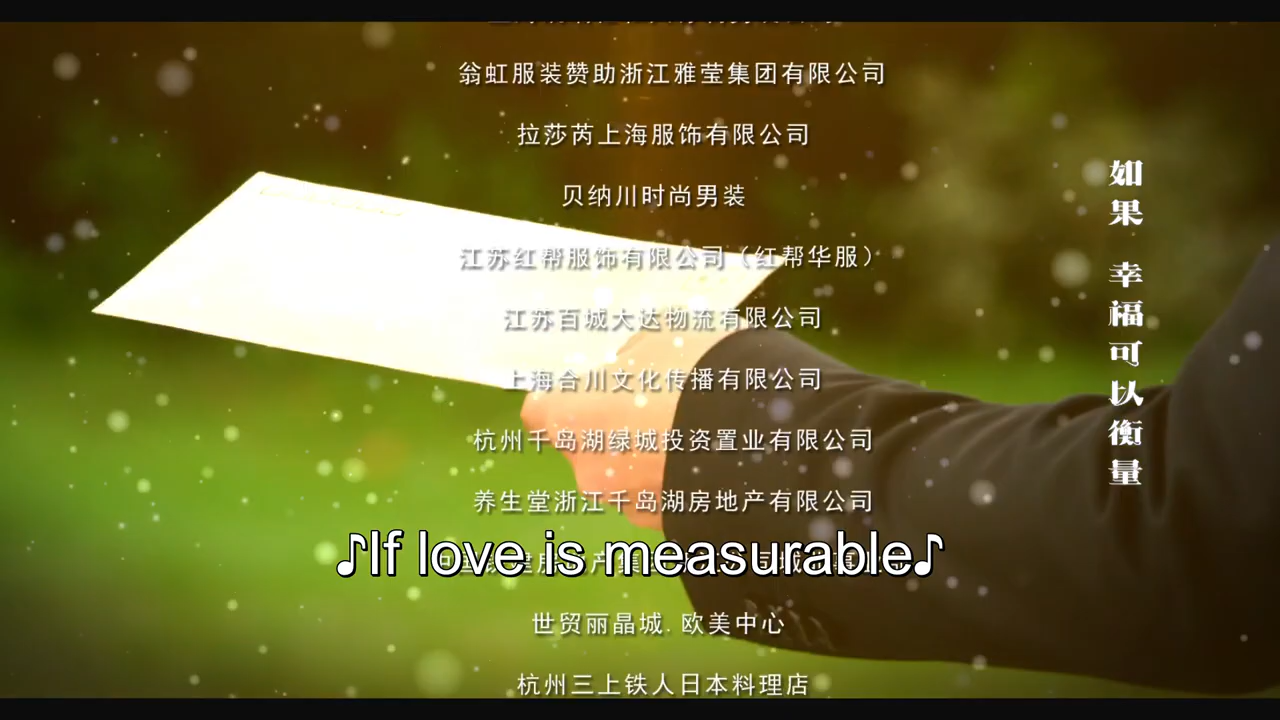 翁虹服装赞助浙江雅莹集团有限公司
拉莎芮上海服饰有限公司
贝纳川时尚男装
江苏红帮服饰有限公司（红帮华服）
江苏百城大达物流有限公司
上海合川文化传播有限公司
杭州千岛湖绿城投资置业有限公司
养生堂浙江千岛湖房地产有限公司
♪If love is measurable♪
世贸丽晶城.欧美中心
杭州三上铁人日本料理店
如果 幸福可以衡量